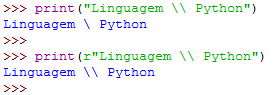 >>> print("Linguagem \\ Python")
Linguagem \ Python
>>>
>>> print(r"Linguagem \\ Python")
Linguagem \\ Python
>>>